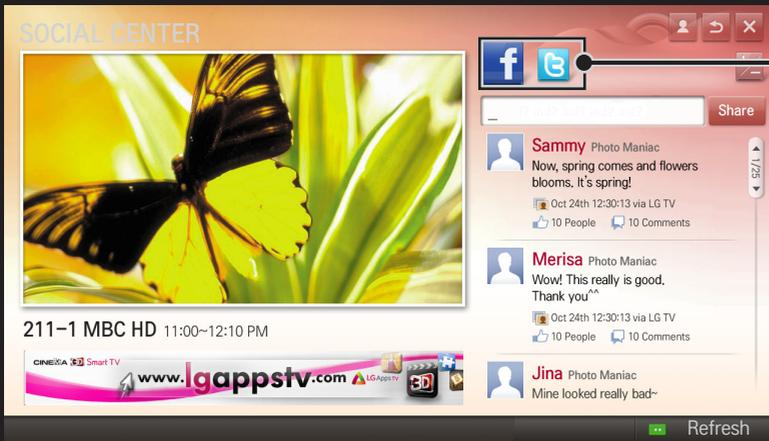 SOCIAL CENTER
f t
Share
Sammy Photo Maniac
Now, spring comes and flowers
blooms. It's spring!
Oct 24th 12:30:13 via LG TV
10 People 10 Comments
1/25
Merisa Photo Maniac
Wow! This really is good.
Thank you^^
Oct 24th 12:30:13 via LG TV
10 People 10 Comments
Jina Photo Maniac
Mine looked really bad~
211-1 MBC HD 11:00~12:10 PM
CINEMA 3D Smart TV
www.lgappstv.com LG Apps tv 3D
Refresh